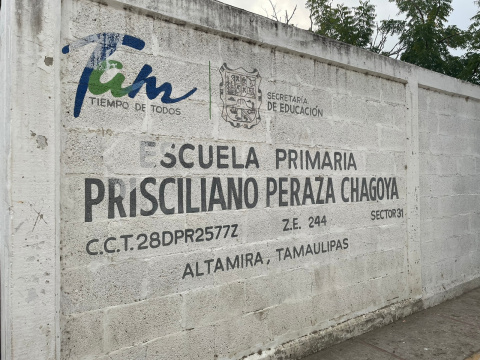 Tam
TIEMPO DE TODOS
SECRETARÍA
DE EDUCACIÓN
ESCUELA PRIMARIA
PRISCILIANO PERAZA CHAGOYA
C.C.T. 28DPR2577Z Z.E. 244 SECTOR 31
ALTAMIRA, TAMAULIPAS